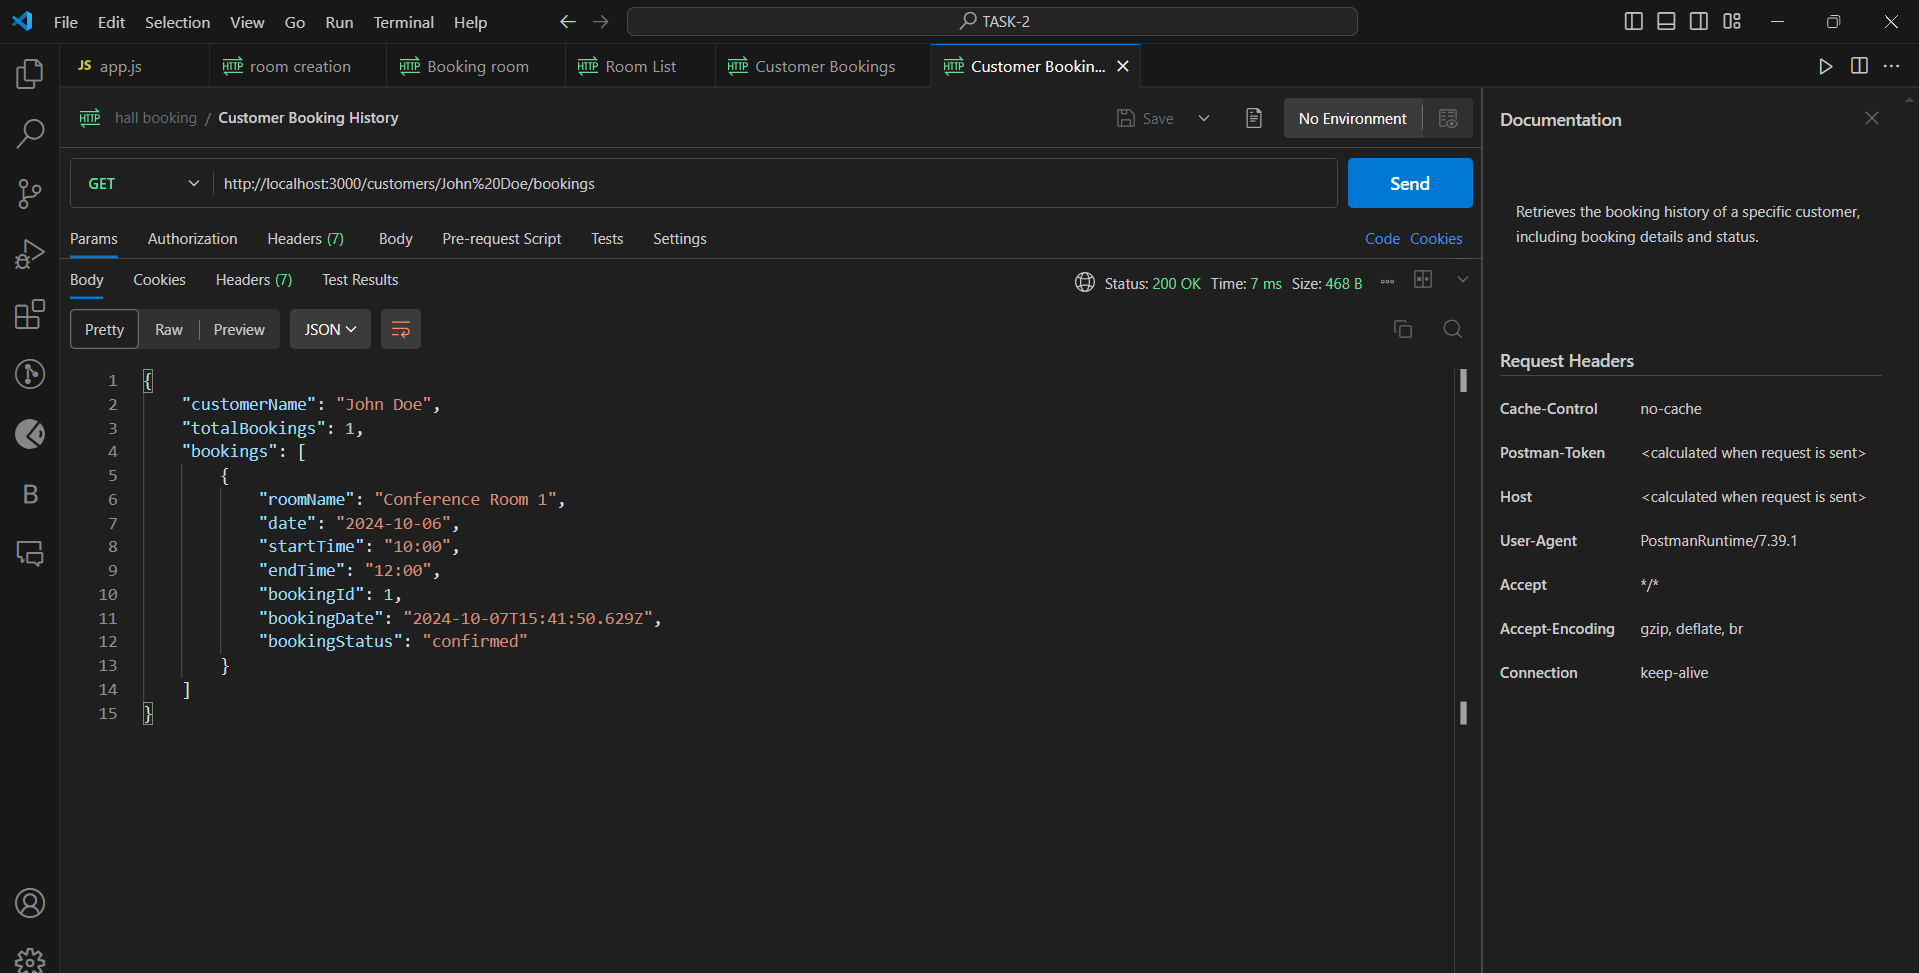 File Edit Selection View Go Run Terminal Help
TASK-2
JS app.js
HTTP room creation
HTTP Booking room
HTTP Room List
HTTP Customer Bookings
HTTP Customer Bookin...
HTTP hall booking / Customer Booking History
Save
No Environment
GET
http://localhost:3000/customers/John%20Doe/bookings
Send
Params Authorization Headers (7) Body Pre-request Script Tests Settings
Code Cookies
Body Cookies Headers (7) Test Results
Status: 200 OK Time: 7 ms Size: 468 B
Pretty Raw Preview JSON
1 {
2 "customerName": "John Doe",
3 "totalBookings": 1,
4 "bookings": [
5 {
6 "roomName": "Conference Room 1",
7 "date": "2024-10-06",
8 "startTime": "10:00",
9 "endTime": "12:00",
10 "bookingId": 1,
11 "bookingDate": "2024-10-07T15:41:50.629Z",
12 "bookingStatus": "confirmed"
13 }
14 ]
15 }
B
Documentation
Retrieves the booking history of a specific customer,
including booking details and status.
Request Headers
Cache-Control no-cache
Postman-Token <calculated when request is sent>
Host <calculated when request is sent>
User-Agent PostmanRuntime/7.39.1
Accept */*
Accept-Encoding gzip, deflate, br
Connection keep-alive